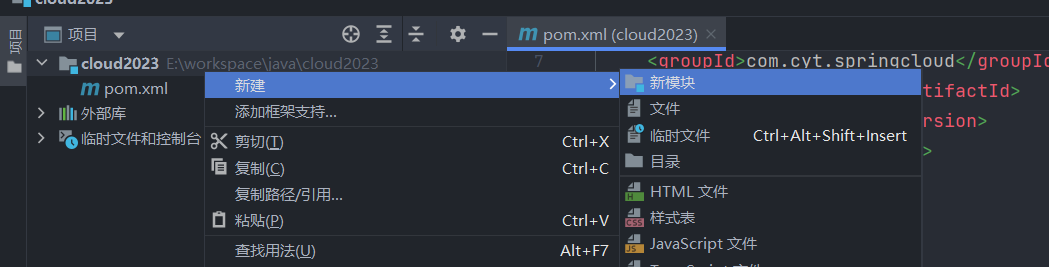 cloud2023
项目
项目
pom.xml (cloud2023)
cloud2023 E:\workspace\java\cloud2023
pom.xml
外部库
临时文件和控制台
7
<groupId>com.cyt.springcloud</groupId
tifactId>
rsion>
>
新建
添加框架支持...
剪切(T) Ctrl+X
复制(C) Ctrl+C
复制路径/引用...
粘贴(P) Ctrl+V
查找用法(U) Alt+F7
新模块
文件
临时文件 Ctrl+Alt+Shift+Insert
目录
HTML 文件
样式表
JavaScript 文件